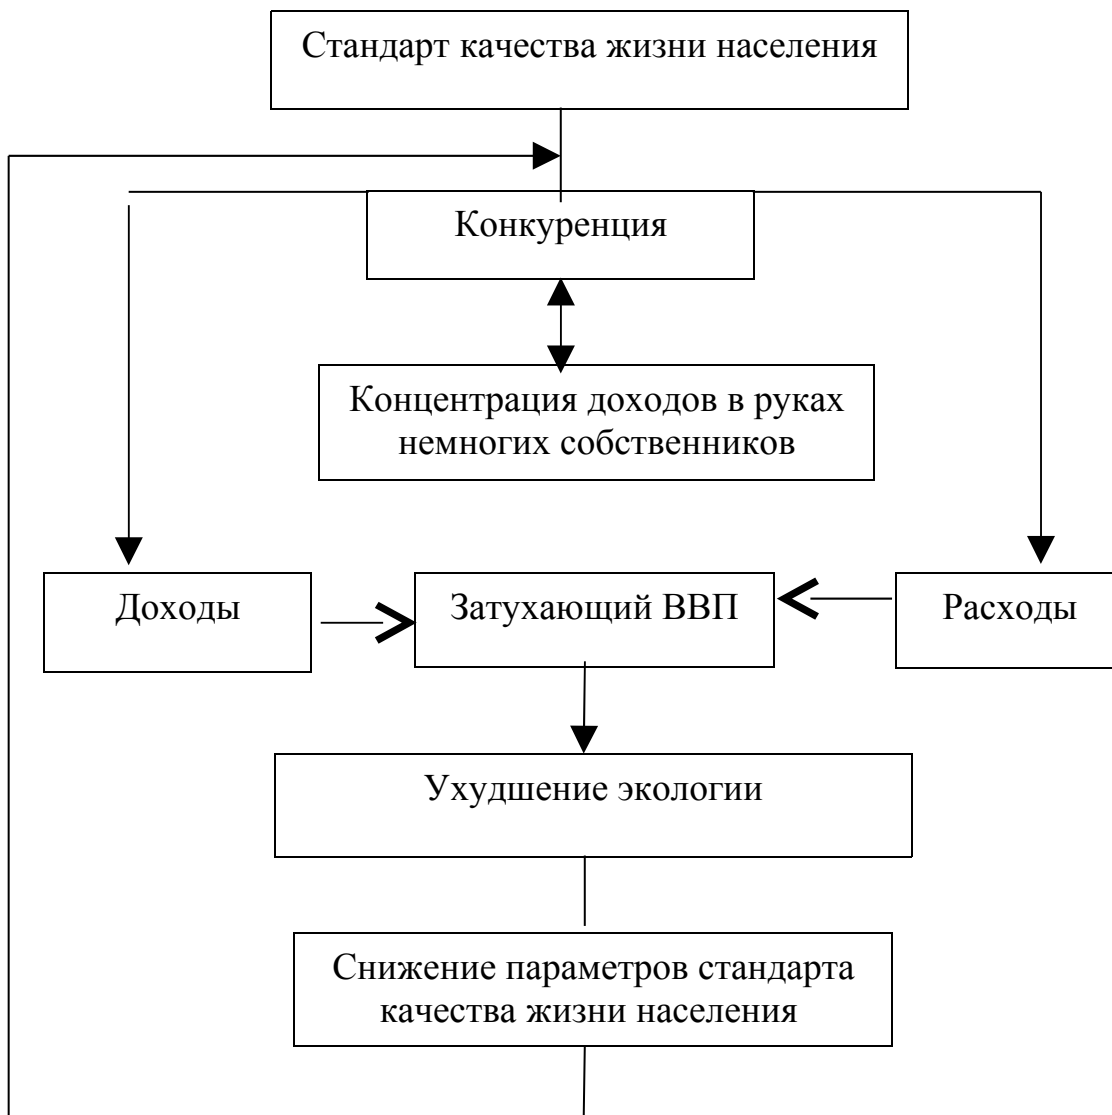 Стандарт качества жизни населения
Конкуренция
Концентрация доходов в руках
немногих собственников
Доходы
Затухающий ВВП
Расходы
Ухудшение экологии
Снижение параметров стандарта
качества жизни населения